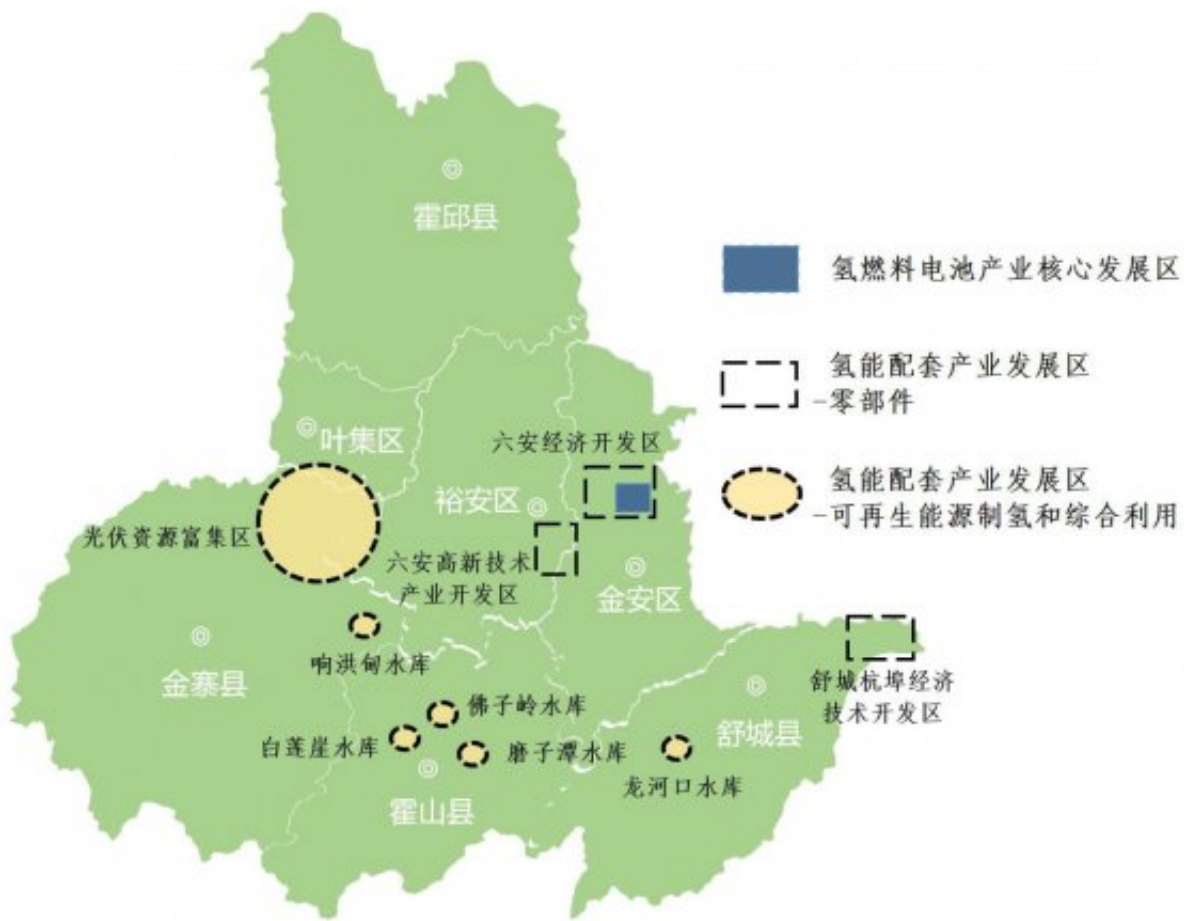 霍邱县
氢燃料电池产业核心发展区
氢能配套产业发展区
-零部件
叶集区
六安经济开发区
氢能配套产业发展区
-可再生能源制氢和综合利用
裕安区
光伏资源富集区
六安高新技术
产业开发区
金安区
响洪甸水库
金寨县
舒城杭埠经济
技术开发区
佛子岭水库
舒城县
白莲崖水库
磨子潭水库
龙河口水库
霍山县